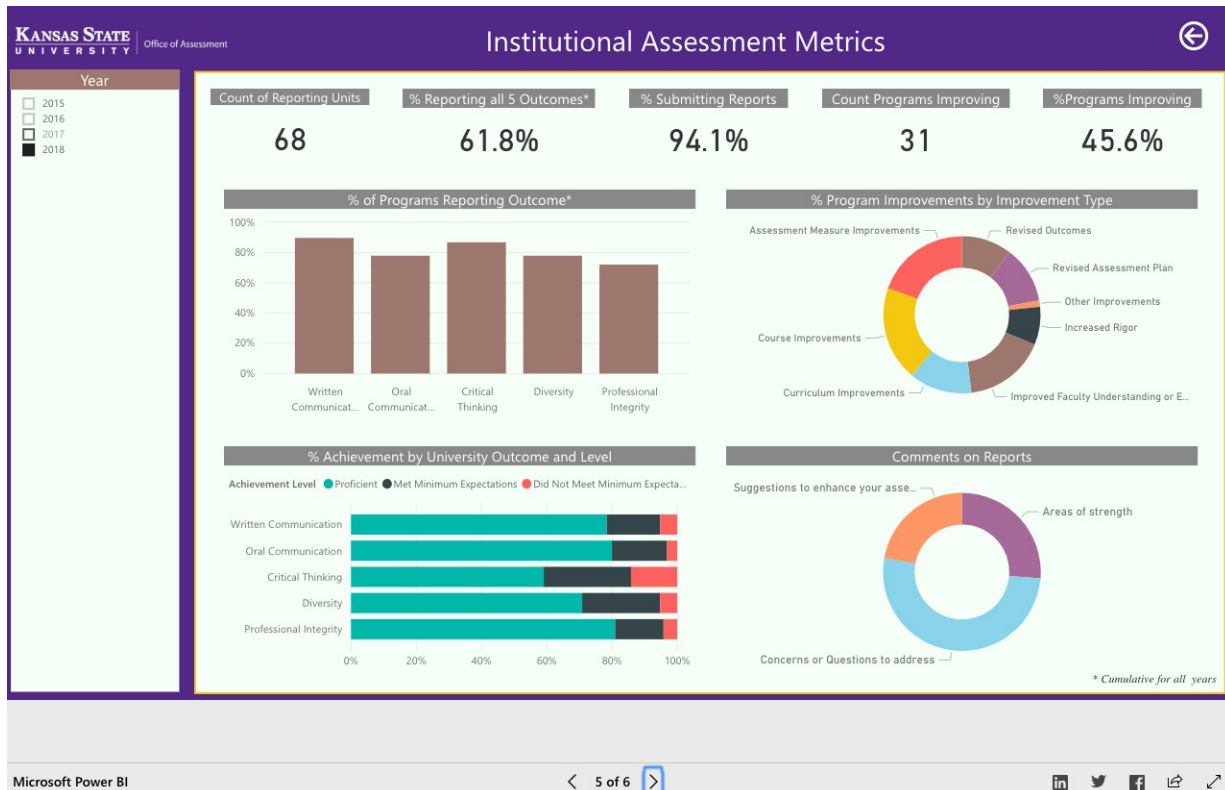 KANSAS STATE
UNIVERSITY
Office of Assessment
Institutional Assessment Metrics
Year
2015
2016
2017
2018
Count of Reporting Units
% Reporting all 5 Outcomes*
% Submitting Reports
Count Programs Improving
%Programs Improving
68
61.8%
94.1%
31
45.6%
% of Programs Reporting Outcome*
100%
80%
60%
40%
20%
0%
Written
Communicat...
Oral
Communicat...
Critical
Thinking
Diversity
Professional
Integrity
% Program Improvements by Improvement Type
Assessment Measure Improvements
Revised Outcomes
Revised Assessment Plan
Other Improvements
Increased Rigor
Course Improvements
Curriculum Improvements
Improved Faculty Understanding or E...
% Achievement by University Outcome and Level
Achievement Level Proficient Met Minimum Expectations Did Not Meet Minimum Expecta...
Written Communication
Oral Communication
Critical Thinking
Diversity
Professional Integrity
0% 20% 40% 60% 80% 100%
Comments on Reports
Suggestions to enhance your asse...
Areas of strength
Concerns or Questions to address
* Cumulative for all years
Microsoft Power BI
5 of 6